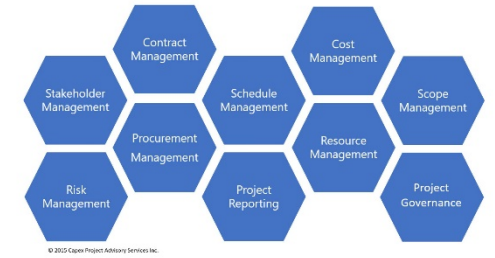 Contract
Management
Cost
Management
Stakeholder
Management
Schedule
Management
Scope
Management
Procurement
Management
Resource
Management
Risk
Management
Project
Reporting
Project
Governance
© 2015 Capex Project Advisory Services Inc.